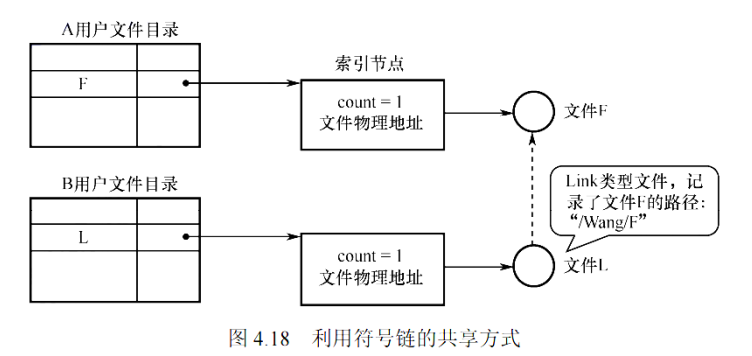 A用户文件目录
F
索引节点
count = 1
文件物理地址
文件F
B用户文件目录
L
count = 1
文件物理地址
Link类型文件，记
录了文件F的路径：
“/Wang/F”
文件L
图 4.18 利用符号链的共享方式